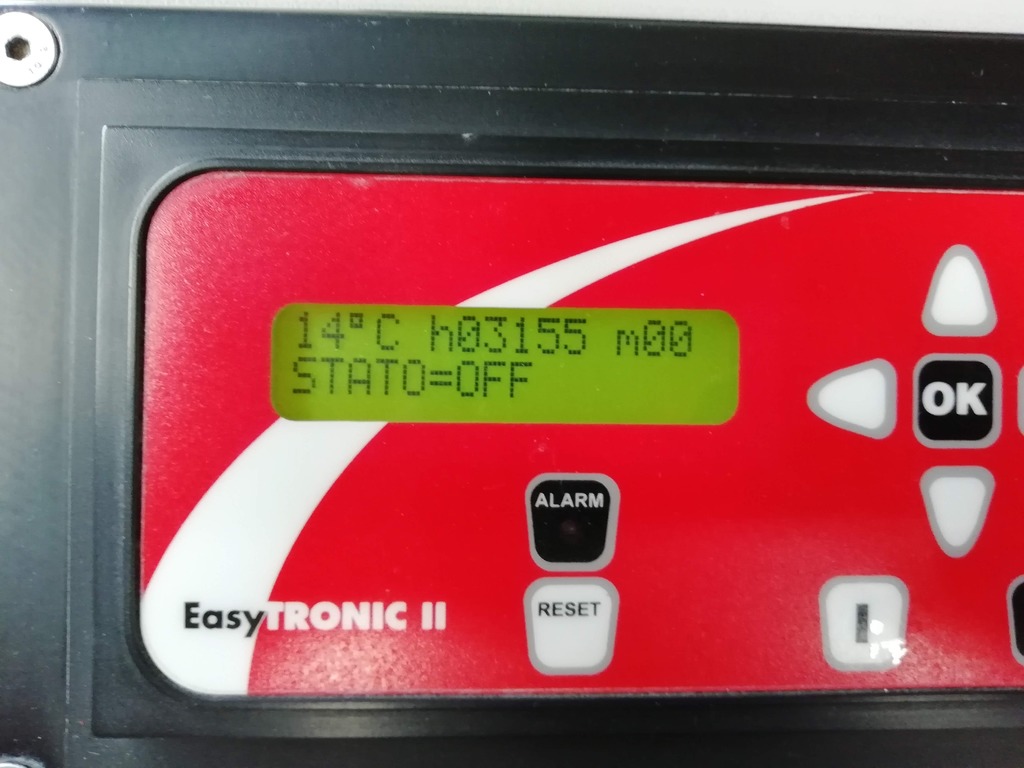 14°C h03155 m00
STATO=OFF
OK
ALARM
RESET
I
EasyTRONIC II